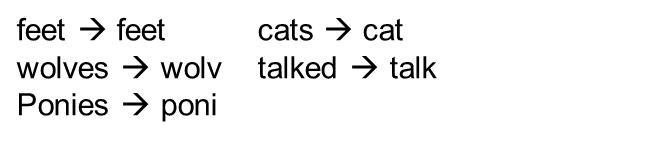 feet → feet cats → cat
wolves → wolv talked → talk
Ponies → poni